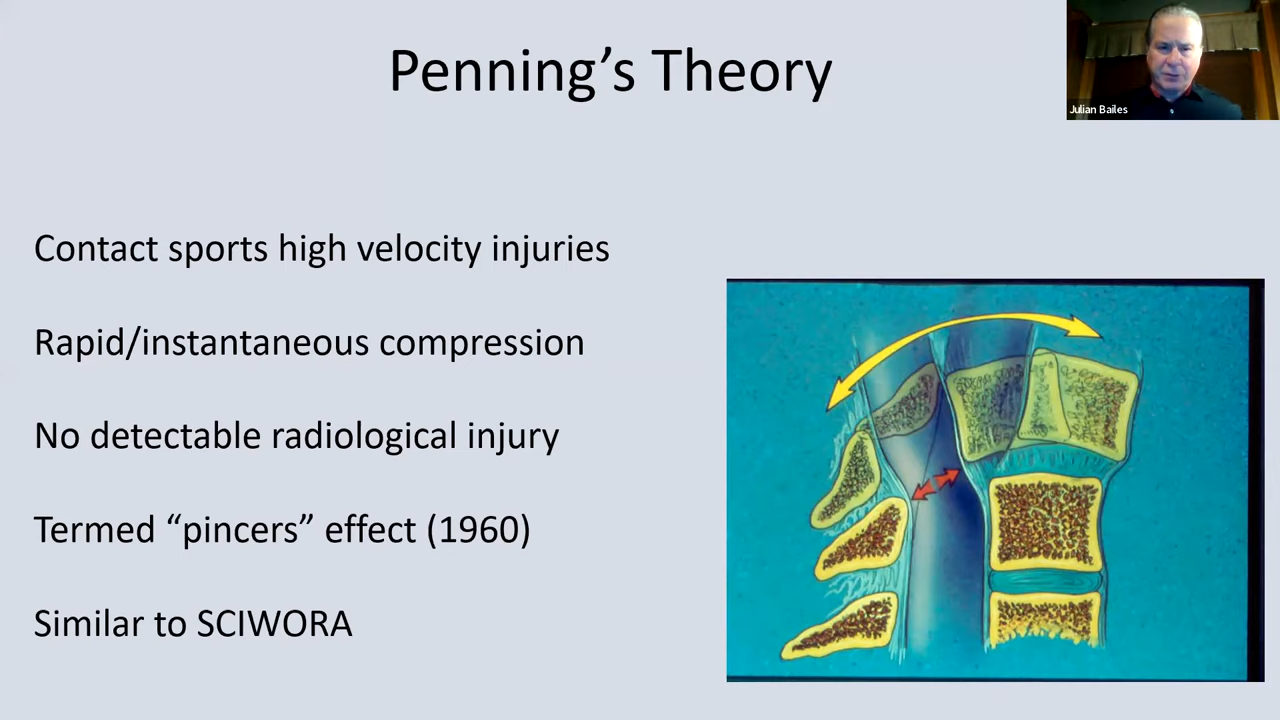 Penning’s Theory
Julian Bailes
Contact sports high velocity injuries
Rapid/instantaneous compression
No detectable radiological injury
Termed “pincers” effect (1960)
Similar to SCIWORA